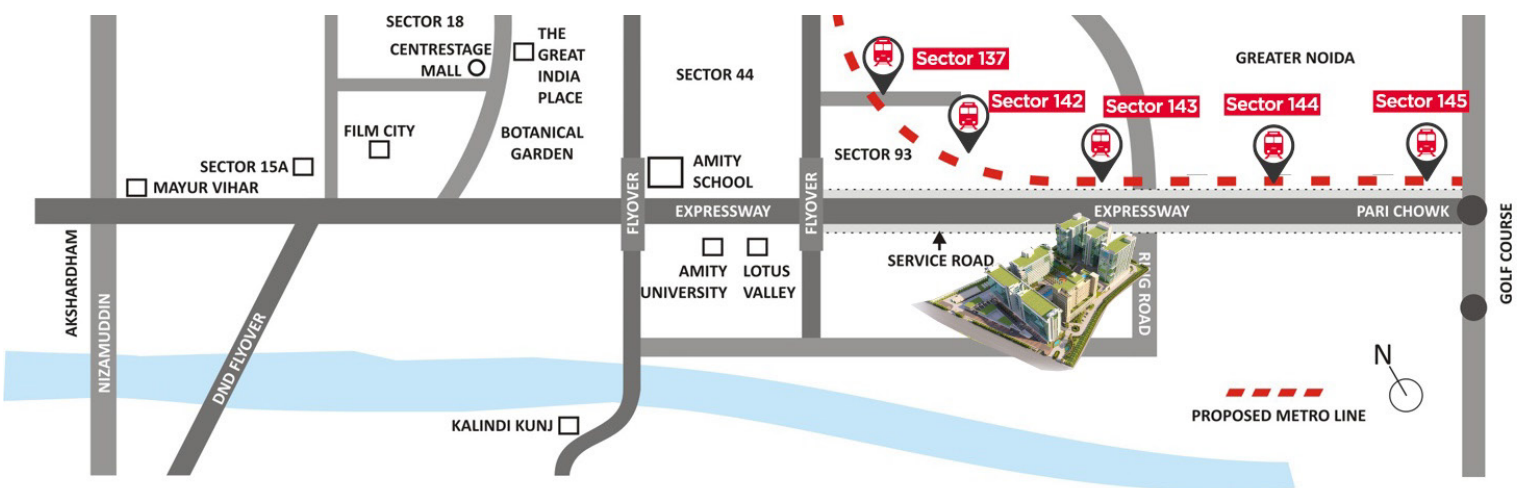 SECTOR 18
CENTRESTAGE
MALL
THE
GREAT
INDIA
PLACE
SECTOR 44
Sector 137
Sector 142
Sector 143
Sector 144
Sector 145
GREATER NOIDA
FILM CITY
BOTANICAL
GARDEN
SECTOR 15A
MAYUR VIHAR
AMITY
SCHOOL
SECTOR 93
FLYOVER
FLYOVER
EXPRESSWAY
EXPRESSWAY
PARI CHOWK
GOLF COURSE
AKSHARDHAM
NIZAMUDDIN
DND FLYOVER
AMITY
UNIVERSITY
LOTUS
VALLEY
SERVICE ROAD
RING ROAD
KALINDI KUNJ
N
PROPOSED METRO LINE